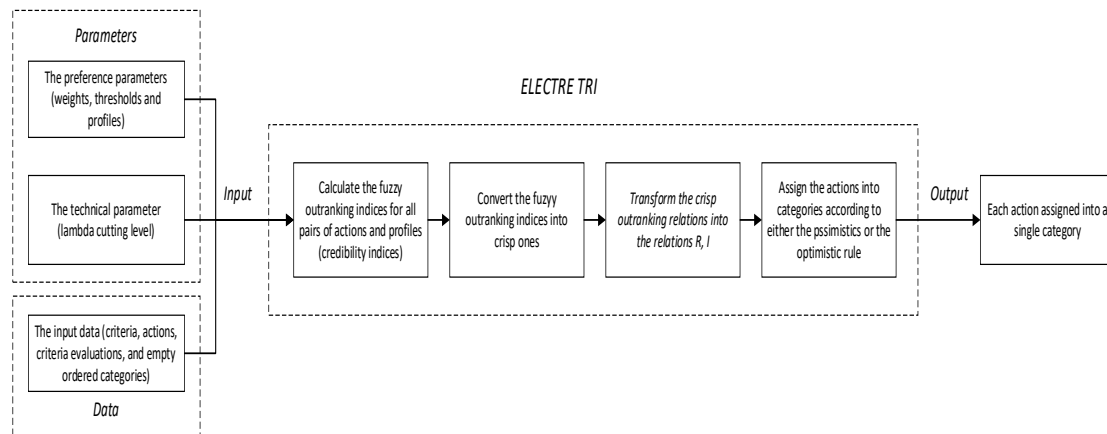 Parameters
The preference parameters
(weights, thresholds and
profiles)
The technical parameter
(lambda cutting level)
The input data (criteria, actions,
criteria evaluations, and empty
ordered categories)
Data
Input
ELECTRE TRI
Calculate the fuzzy
outranking indices for all
pairs of actions and profiles
(credibility indices)
Convert the fuyyy
outranking indices into
crisp ones
Transform the crisp
outranking relations into
the relations R, I
Assign the actions into
categories according to
either the pssimistics or the
optimistic rule
Output
Each action assigned into a
single category